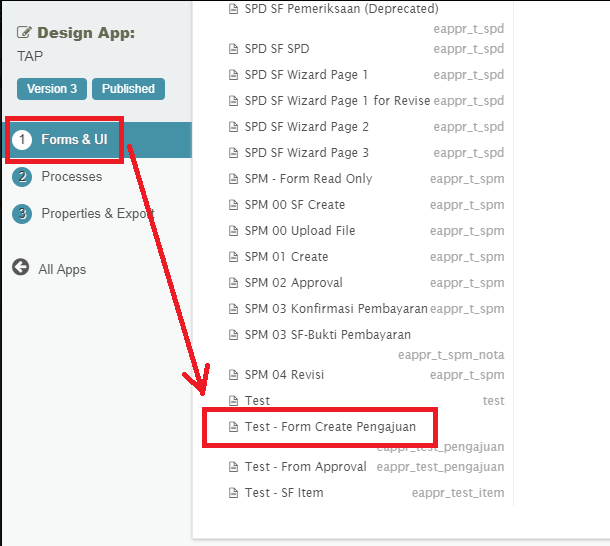 Design App:
TAP
Version 3 Published
1 Forms & UI
2 Processes
3 Properties & Export
All Apps
SPD SF Pemeriksaan (Deprecated)
eappr_t_spd
SPD SF SPD eappr_t_spd
SPD SF Wizard Page 1 eappr_t_spd
SPD SF Wizard Page 1 for Revise eappr_t_spd
SPD SF Wizard Page 2 eappr_t_spd
SPD SF Wizard Page 3 eappr_t_spd
SPM - Form Read Only eappr_t_spm
SPM 00 SF Create eappr_t_spm
SPM 00 Upload File eappr_t_spm
SPM 01 Create eappr_t_spm
SPM 02 Approval eappr_t_spm
SPM 03 Konfirmasi Pembayaran eappr_t_spm
SPM 03 SF-Bukti Pembayaran
eappr_t_spm_nota
SPM 04 Revisi eappr_t_spm
Test test
Test - Form Create Pengajuan
eappr_test_pengajuan
Test - From Approval eappr_test_pengajuan
Test - SF Item eappr_test_item